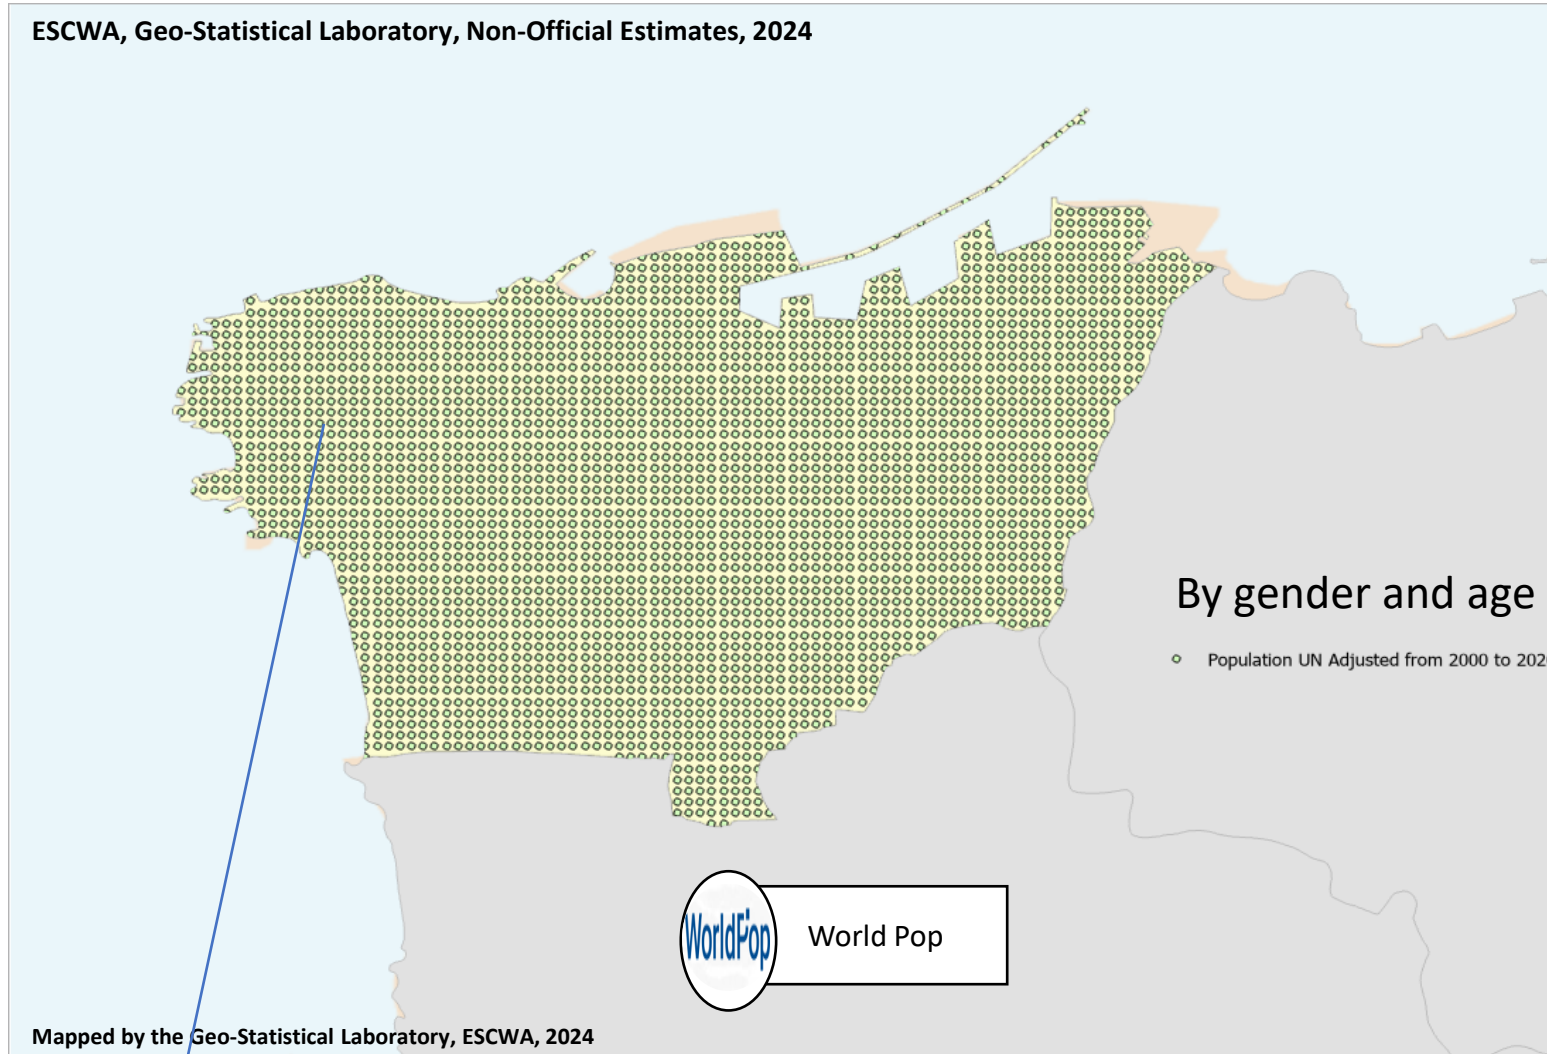 ESCWA, Geo-Statistical Laboratory, Non-Official Estimates, 2024
By gender and age
Population UN Adjusted from 2000 to 202
WorldPop
World Pop
Mapped by the Geo-Statistical Laboratory, ESCWA, 2024